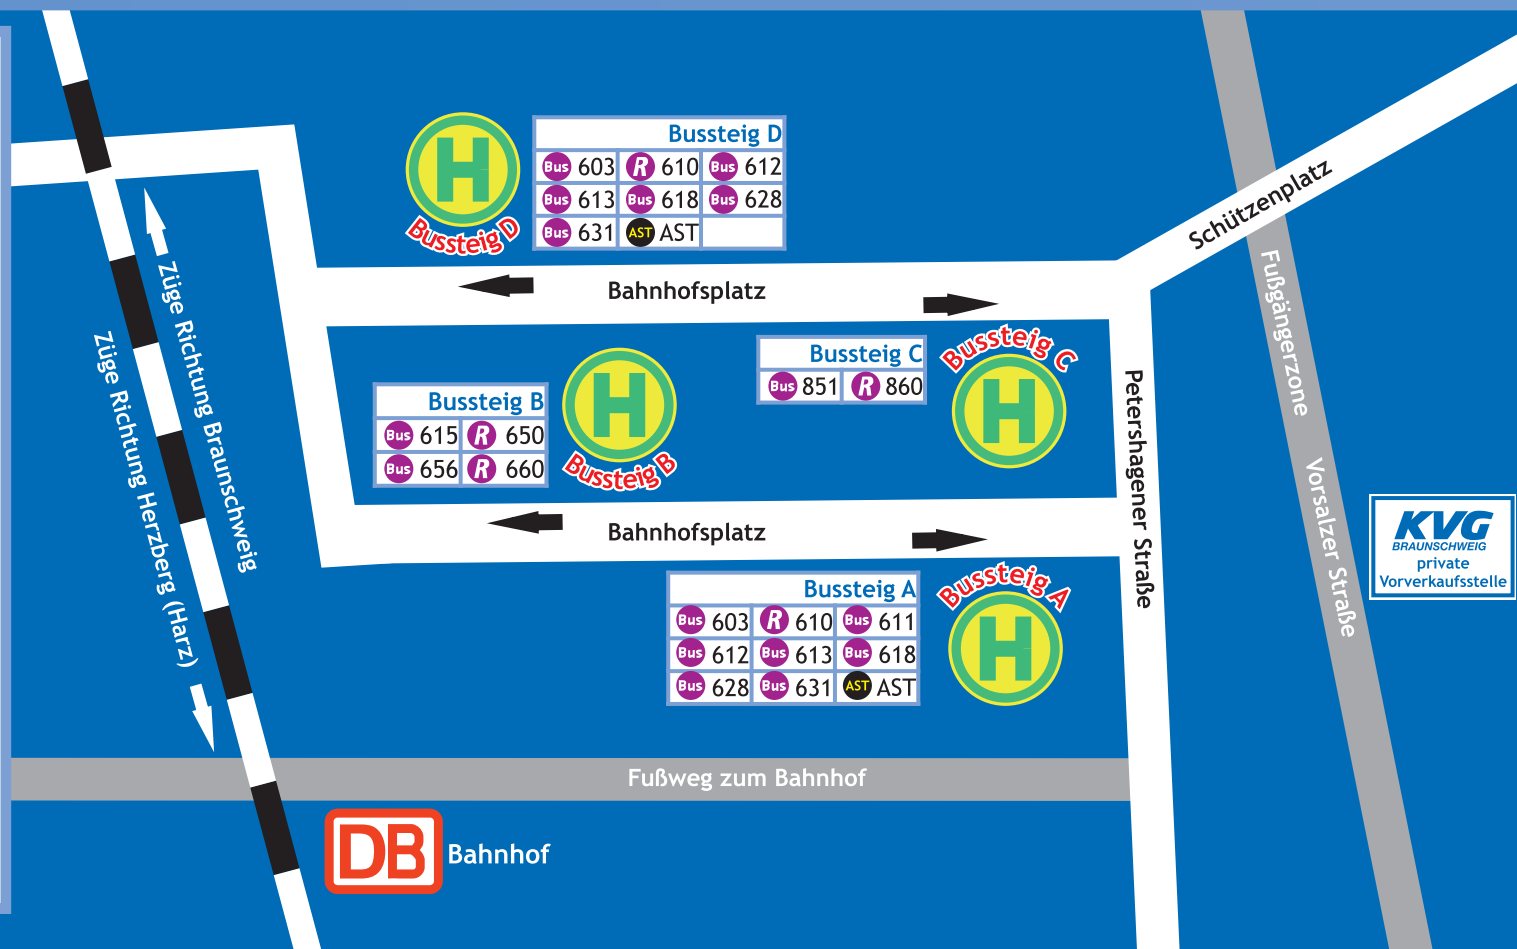 Bussteig D
Bus 603 R 610 Bus 612
Bus 613 Bus 618 Bus 628
Bus 631 AST AST
H
Bussteig D
Schützenplatz
Bahnhofsplatz
Züge Richtung Braunschweig
Züge Richtung Herzberg (Harz)
Fußgängerzone Vorsalzer Straße
Bussteig C
Bus 851 R 860
Bussteig C
H
Bussteig B
Bus 615 R 650
Bus 656 R 660
H
Bussteig B
Petershagener Straße
KVG
BRAUNSCHWEIG
private
Vorverkaufsstelle
Bahnhofsplatz
Bussteig A
Bus 603 R 610 Bus 611
Bus 612 Bus 613 Bus 618
Bus 628 Bus 631 AST AST
Bussteig A
H
Fußweg zum Bahnhof
DB Bahnhof